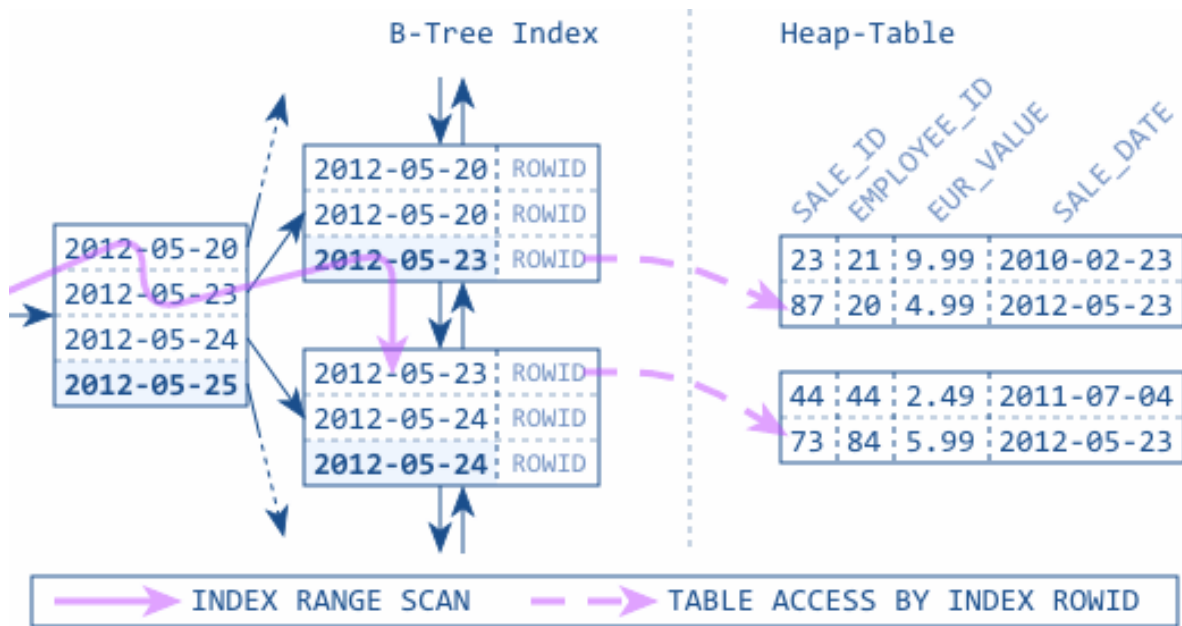 B-Tree Index
Heap-Table
SALE_ID
EMPLOYEE_ID
EUR_VALUE
SALE_DATE
2012-05-20
2012-05-23
2012-05-24
2012-05-25
2012-05-20 ROWID
2012-05-20 ROWID
2012-05-23 ROWID
2012-05-23 ROWID
2012-05-24 ROWID
2012-05-24 ROWID
23 21 9.99 2010-02-23
87 20 4.99 2012-05-23
44 44 2.49 2011-07-04
73 84 5.99 2012-05-23
INDEX RANGE SCAN
TABLE ACCESS BY INDEX ROWID